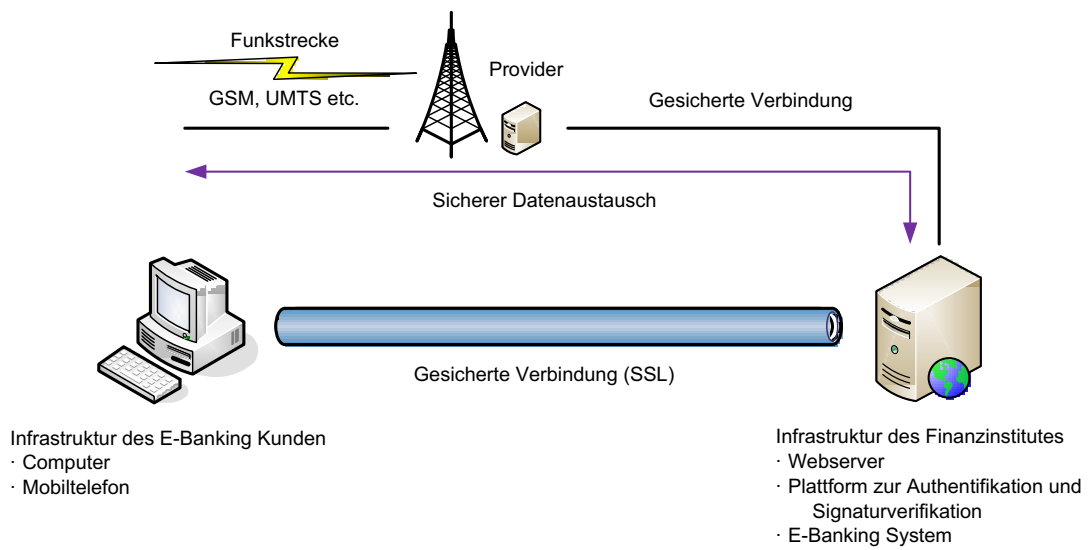 Funkstrecke
GSM, UMTS etc.
Provider
Gesicherte Verbindung
Sicherer Datenaustausch
Gesicherte Verbindung (SSL)
Infrastruktur des E-Banking Kunden
· Computer
· Mobiltelefon
Infrastruktur des Finanzinstitutes
· Webserver
· Plattform zur Authentifikation und
Signaturverifikation
· E-Banking System